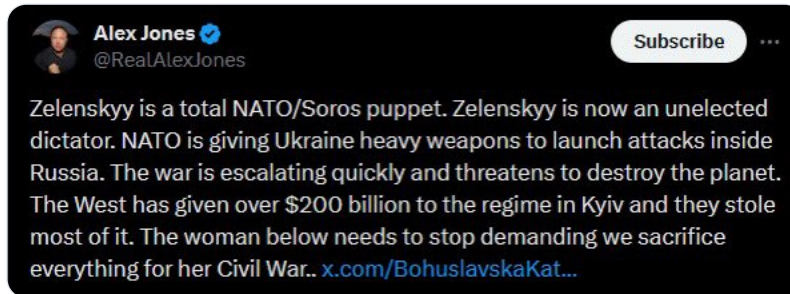 Alex Jones
@RealAlexJones
Subscribe
Zelenskyy is a total NATO/Soros puppet. Zelenskyy is now an unelected
dictator. NATO is giving Ukraine heavy weapons to launch attacks inside
Russia. The war is escalating quickly and threatens to destroy the planet.
The West has given over $200 billion to the regime in Kyiv and they stole
most of it. The woman below needs to stop demanding we sacrifice
everything for her Civil War.. x.com/BohuslavskaKat...